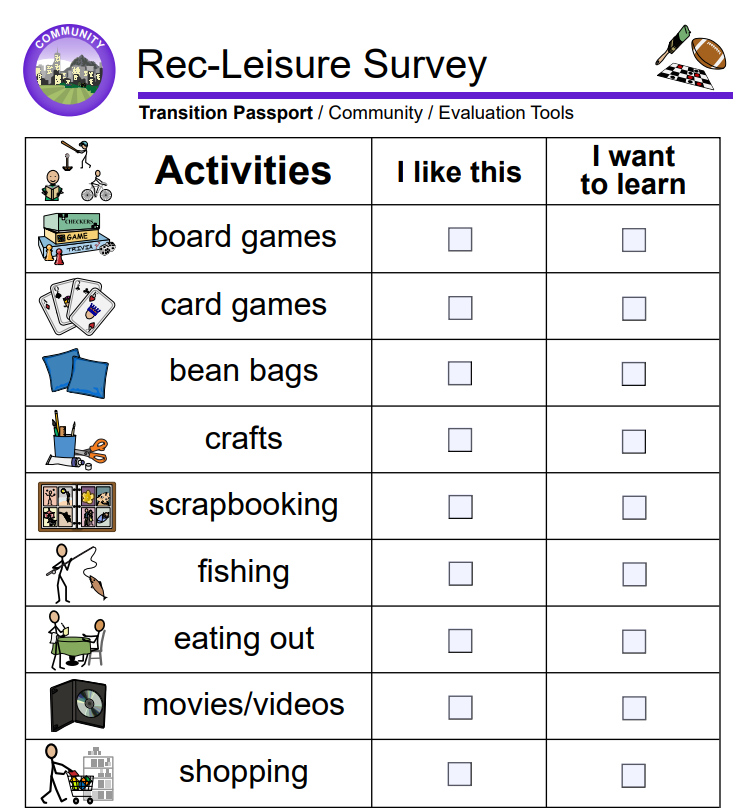 COMMUNITY
Rec-Leisure Survey
Transition Passport / Community / Evaluation Tools
Activities
I like this
I want
to learn
CHECKERS
GAME
TRIVIA
board games
card games
bean bags
crafts
scrapbooking
fishing
eating out
movies/videos
shopping